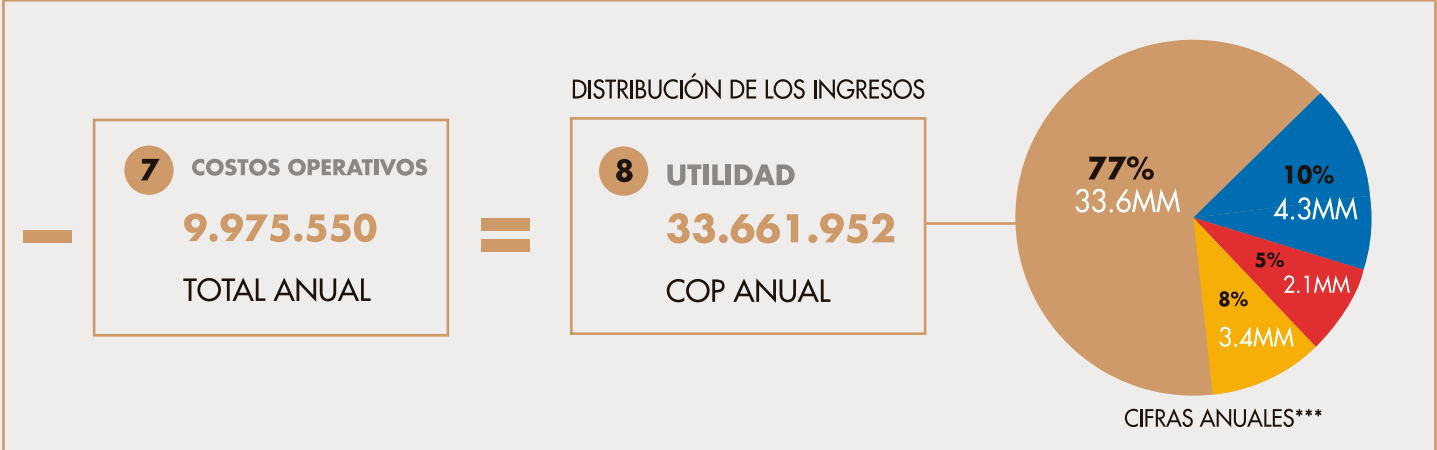 DISTRIBUCIÓN DE LOS INGRESOS
7 COSTOS OPERATIVOS
9.975.550
TOTAL ANUAL
8 UTILIDAD
33.661.952
COP ANUAL
77%
33.6MM
10%
4.3MM
5%
2.1MM
8%
3.4MM
CIFRAS ANUALES***